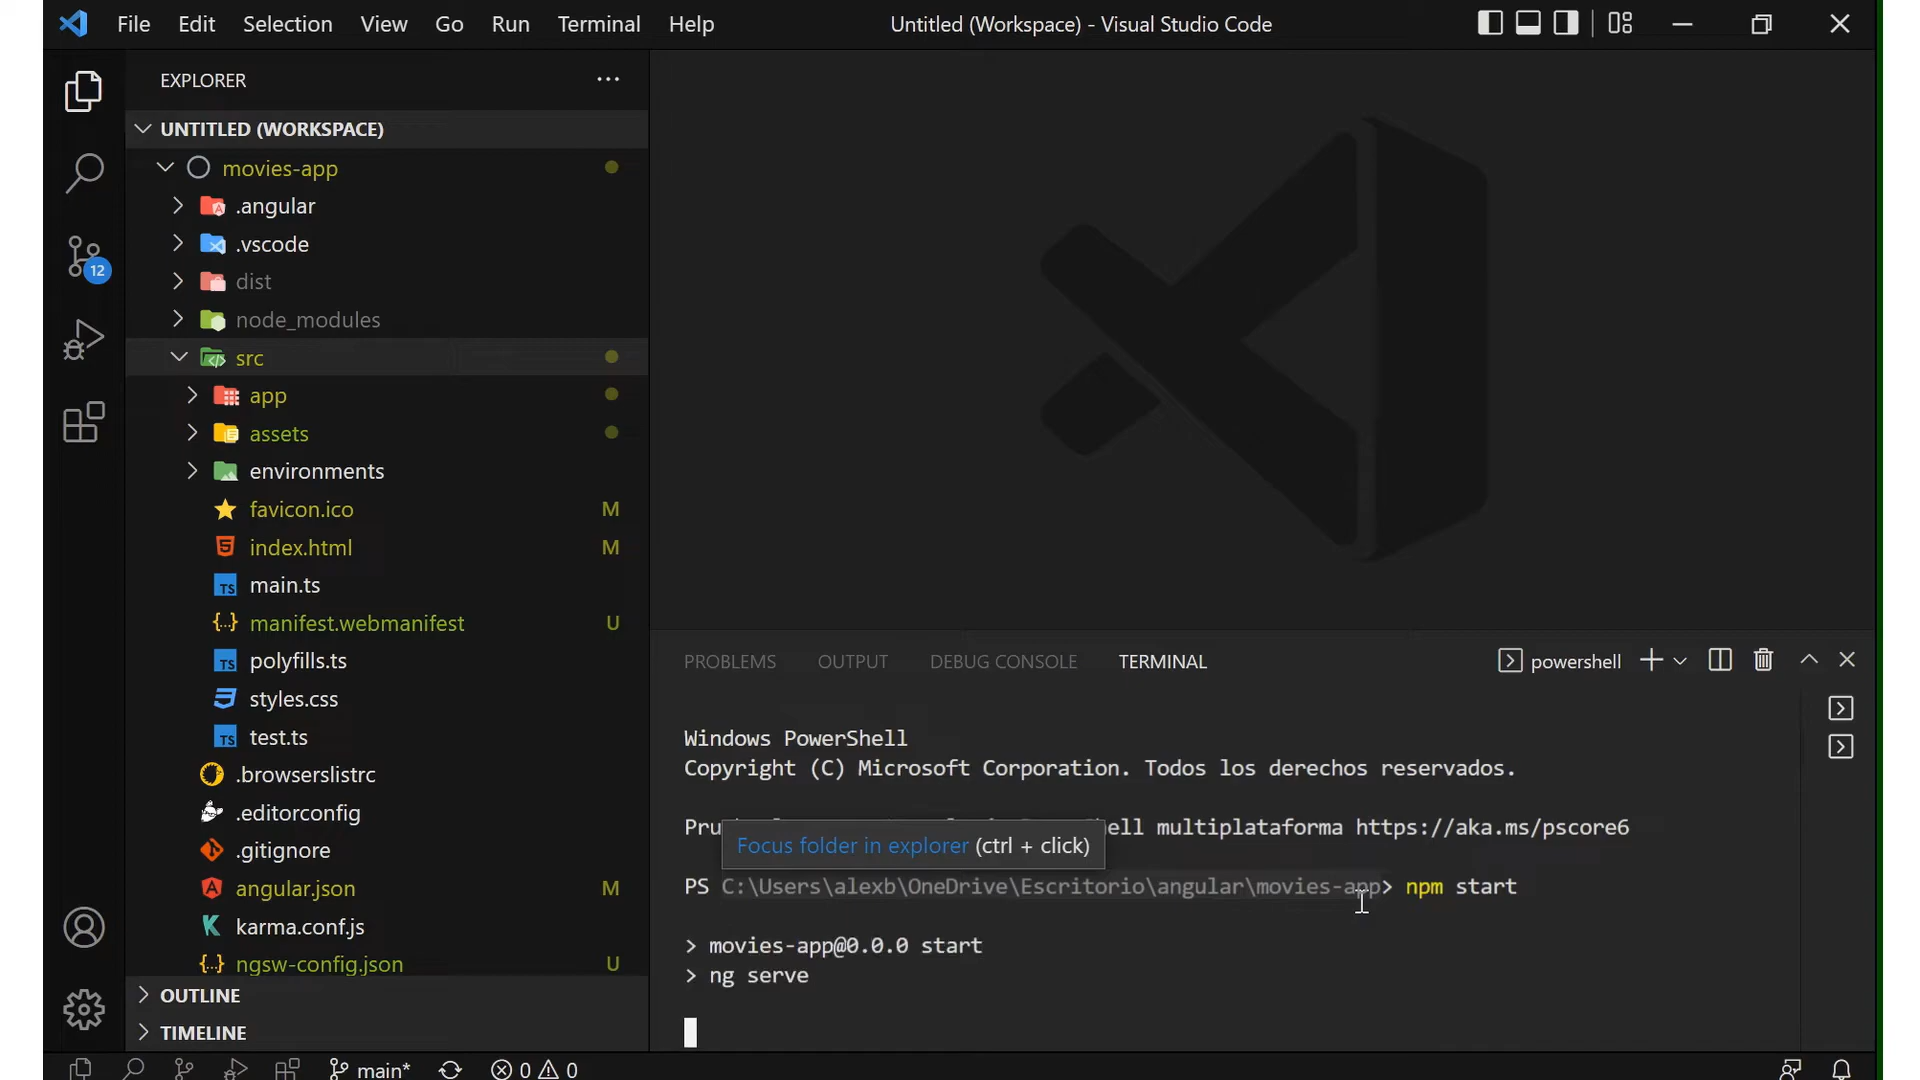 File Edit Selection View Go Run Terminal Help Untitled (Workspace) - Visual Studio Code
EXPLORER
UNTITLED (WORKSPACE)
movies-app
.angular
.vscode
dist
node_modules
src
app
assets
environments
favicon.ico M
index.html M
main.ts
manifest.webmanifest U
polyfills.ts
styles.css
test.ts
.browserslistrc
.editorconfig
.gitignore
angular.json M
karma.conf.js
ngsw-config.json U
OUTLINE
TIMELINE
12
PROBLEMS OUTPUT DEBUG CONSOLE TERMINAL powershell
Windows PowerShell
Copyright (C) Microsoft Corporation. Todos los derechos reservados.
multiplataforma https://aka.ms/pscore6
Focus folder in explorer (ctrl + click)
PS C:\Users\alexb\OneDrive\Escritorio\angular\movies-app> npm start
> movies-app@0.0.0 start
> ng serve
main* 0 0